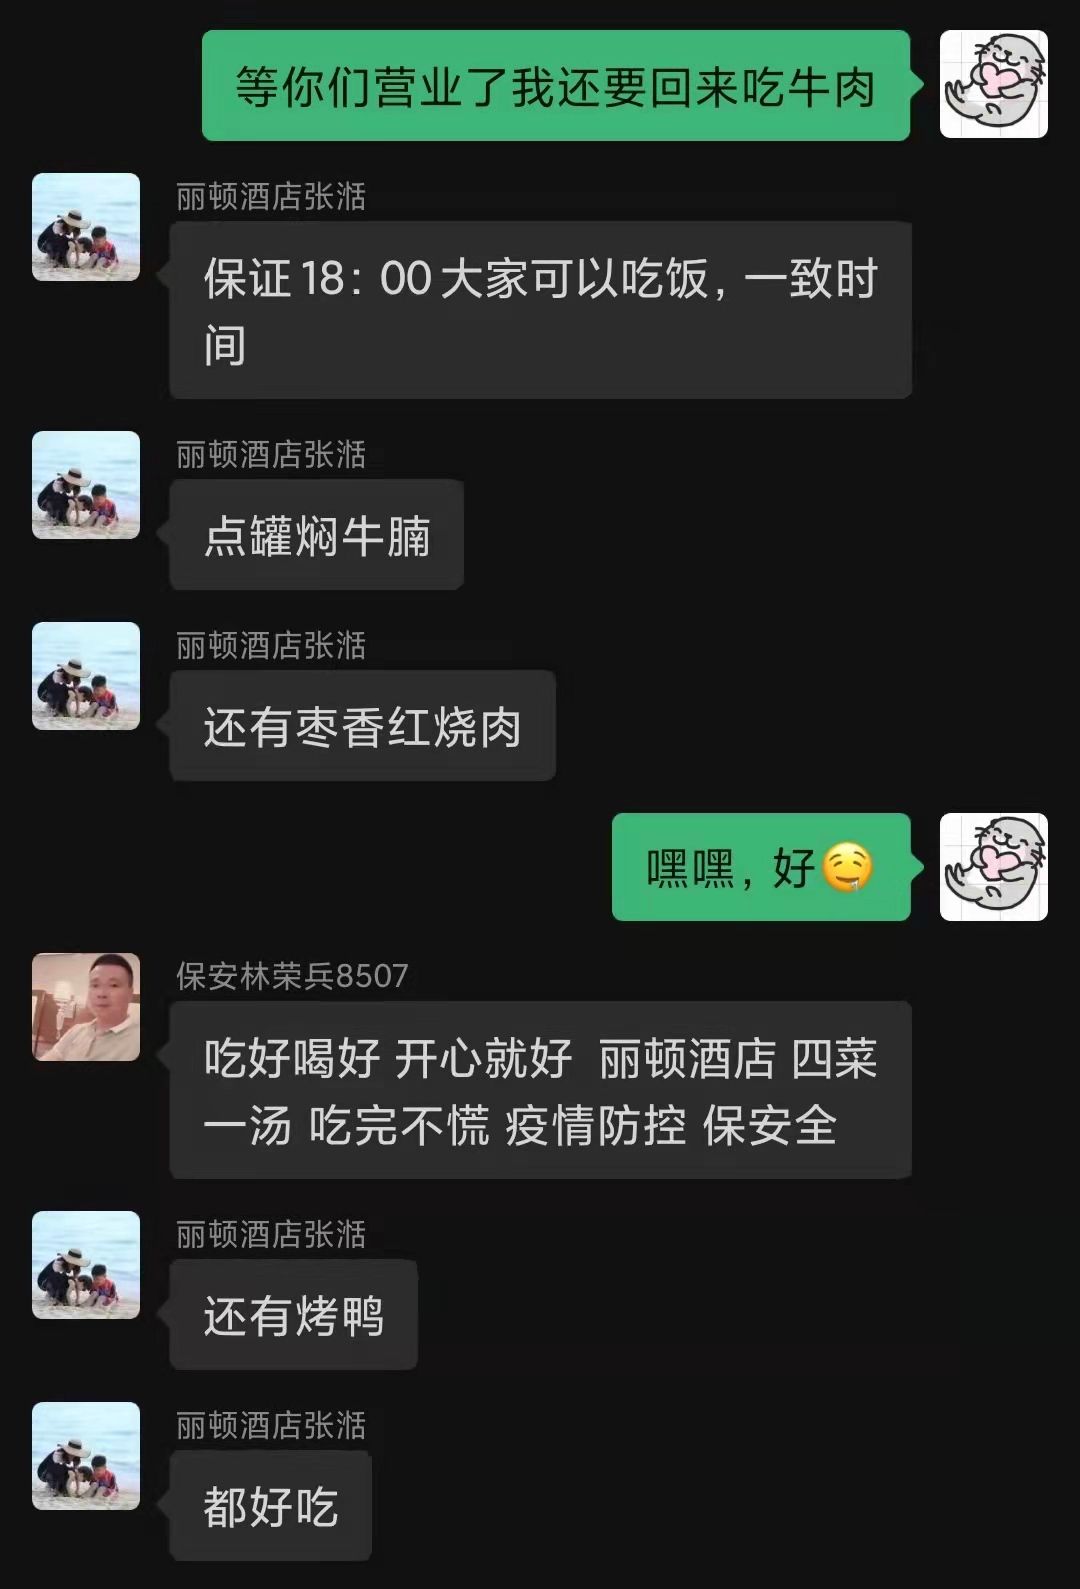 等你们营业了我还要回来吃牛肉
丽顿酒店张湉
保证18：00大家可以吃饭，一致时
间
丽顿酒店张湉
点罐焖牛腩
丽顿酒店张湉
还有枣香红烧肉
嘿嘿，好🤤
保安林荣兵8507
吃好喝好 开心就好 丽顿酒店 四菜
一汤 吃完不慌 疫情防控 保安全
丽顿酒店张湉
还有烤鸭
丽顿酒店张湉
都好吃